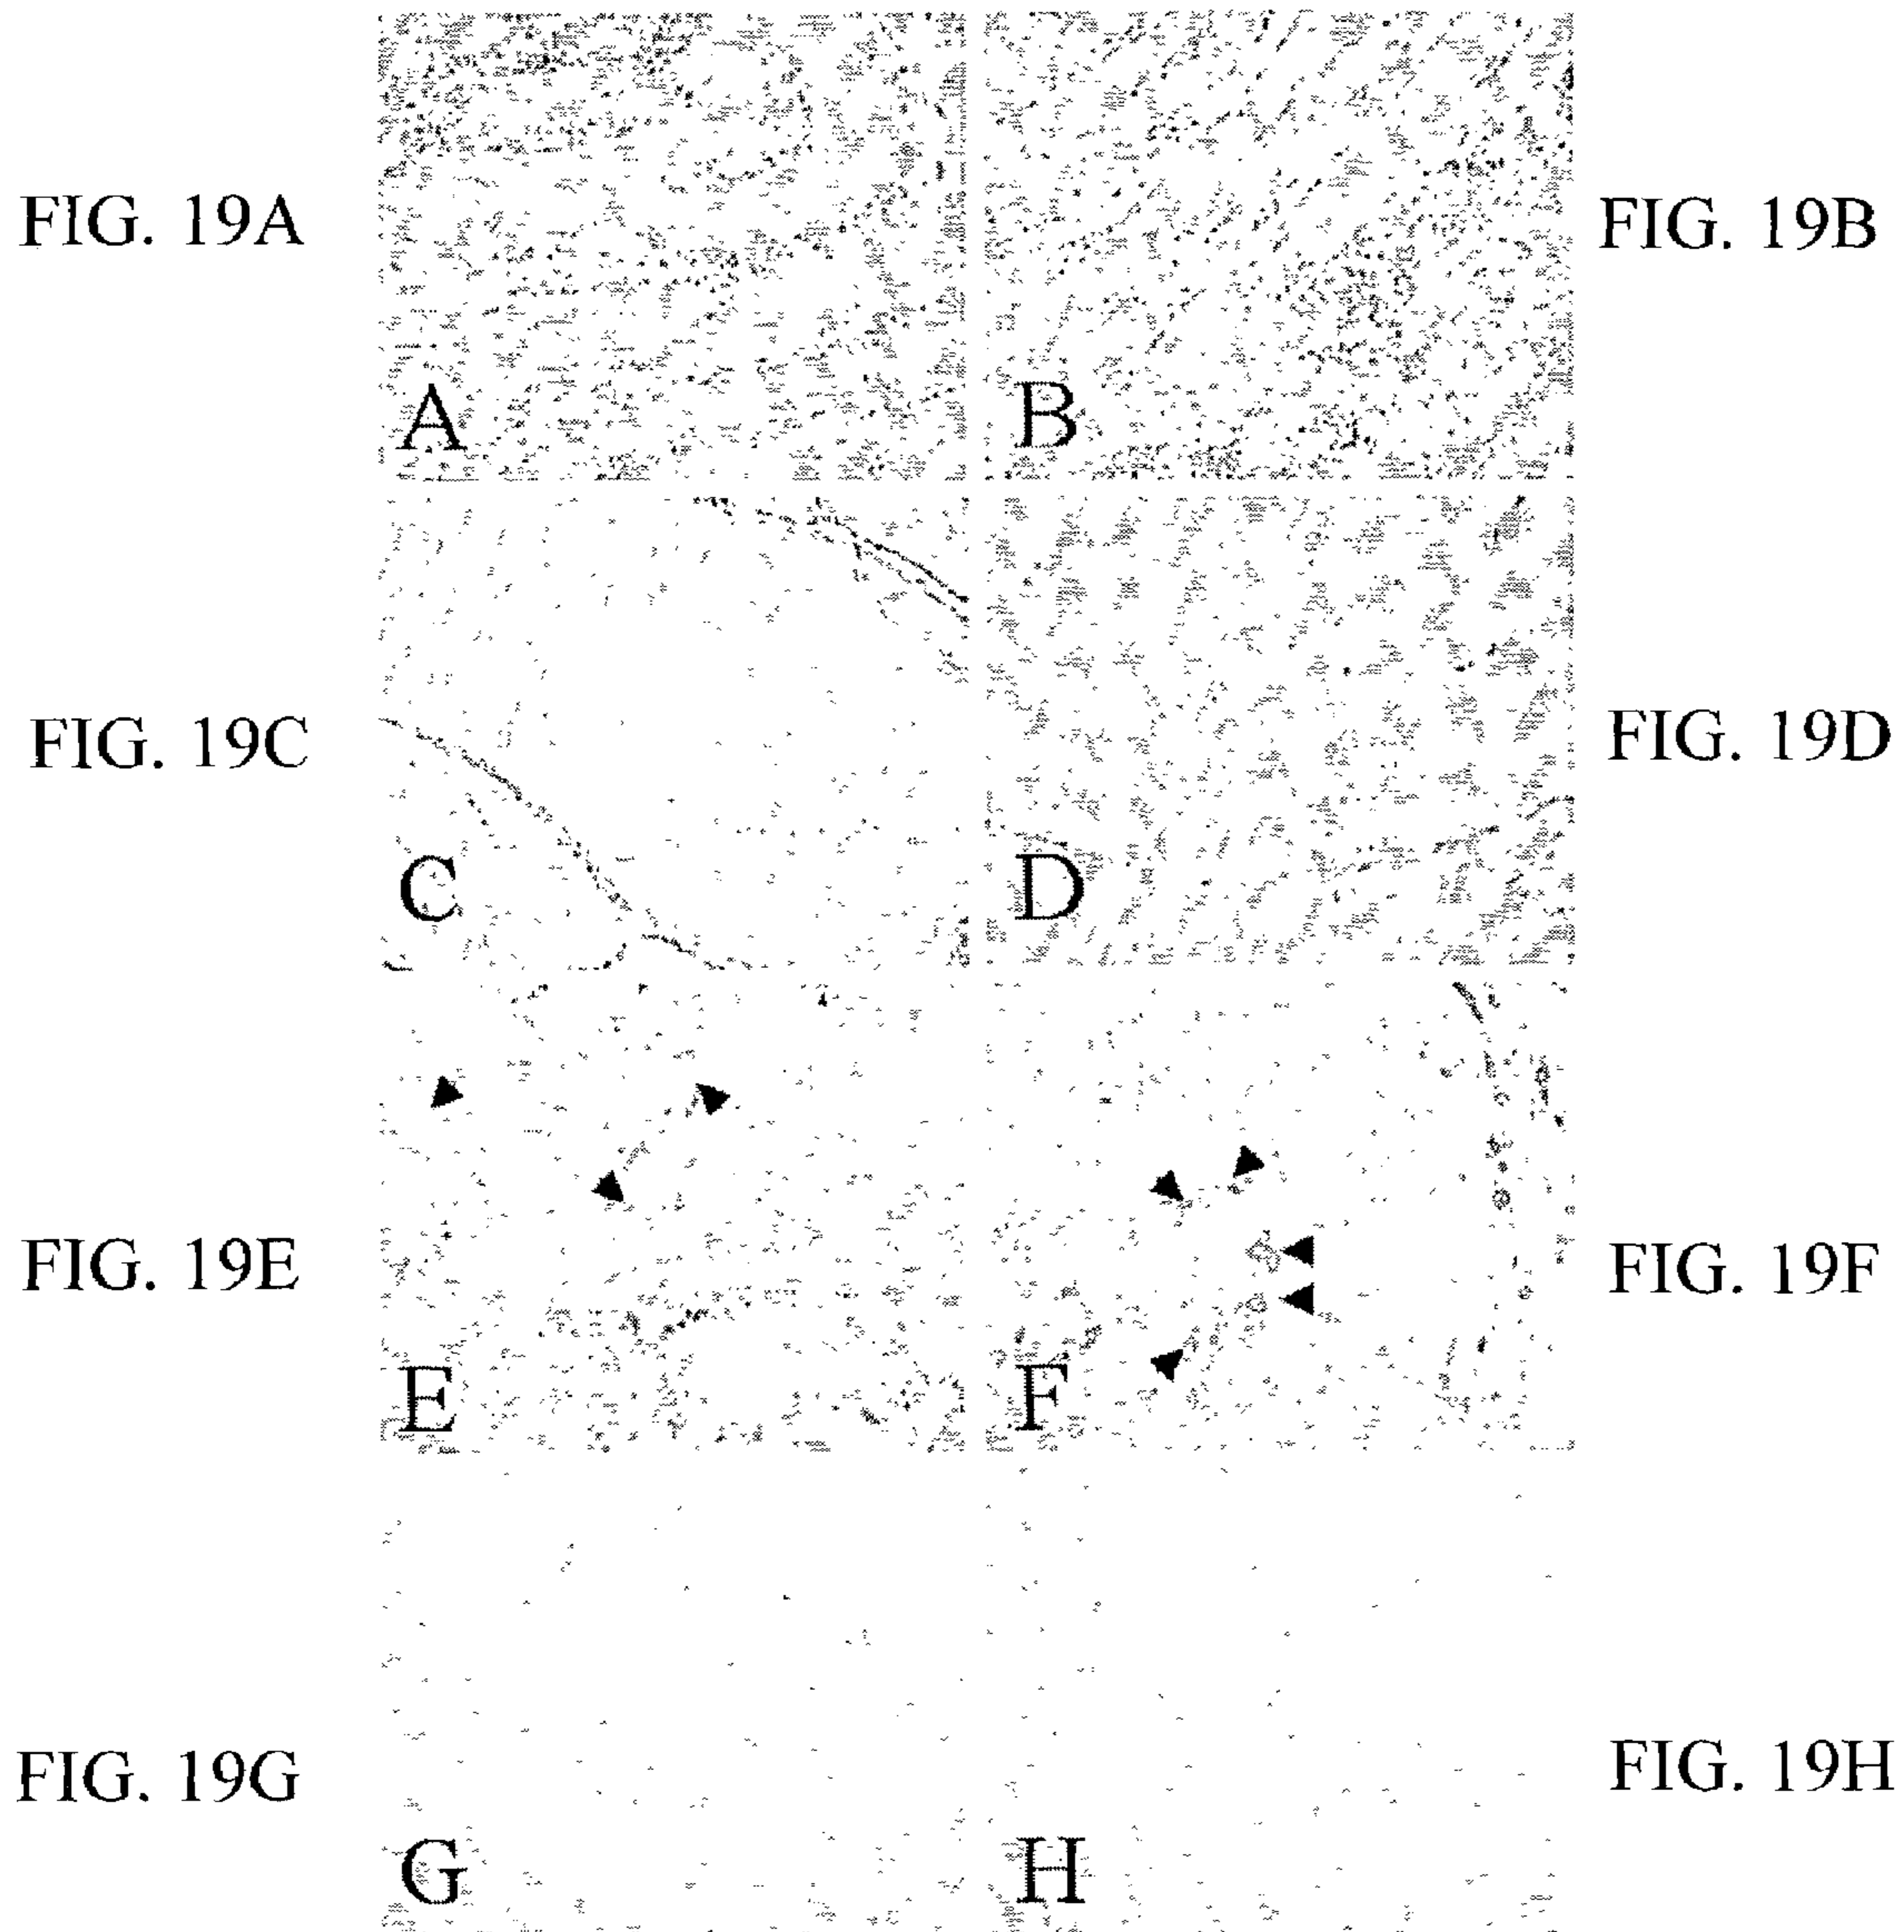 FIG. 19A
FIG. 19B
A
B
FIG. 19C
FIG. 19D
C
D
FIG. 19E
FIG. 19F
E
F
FIG. 19G
FIG. 19H
G
H